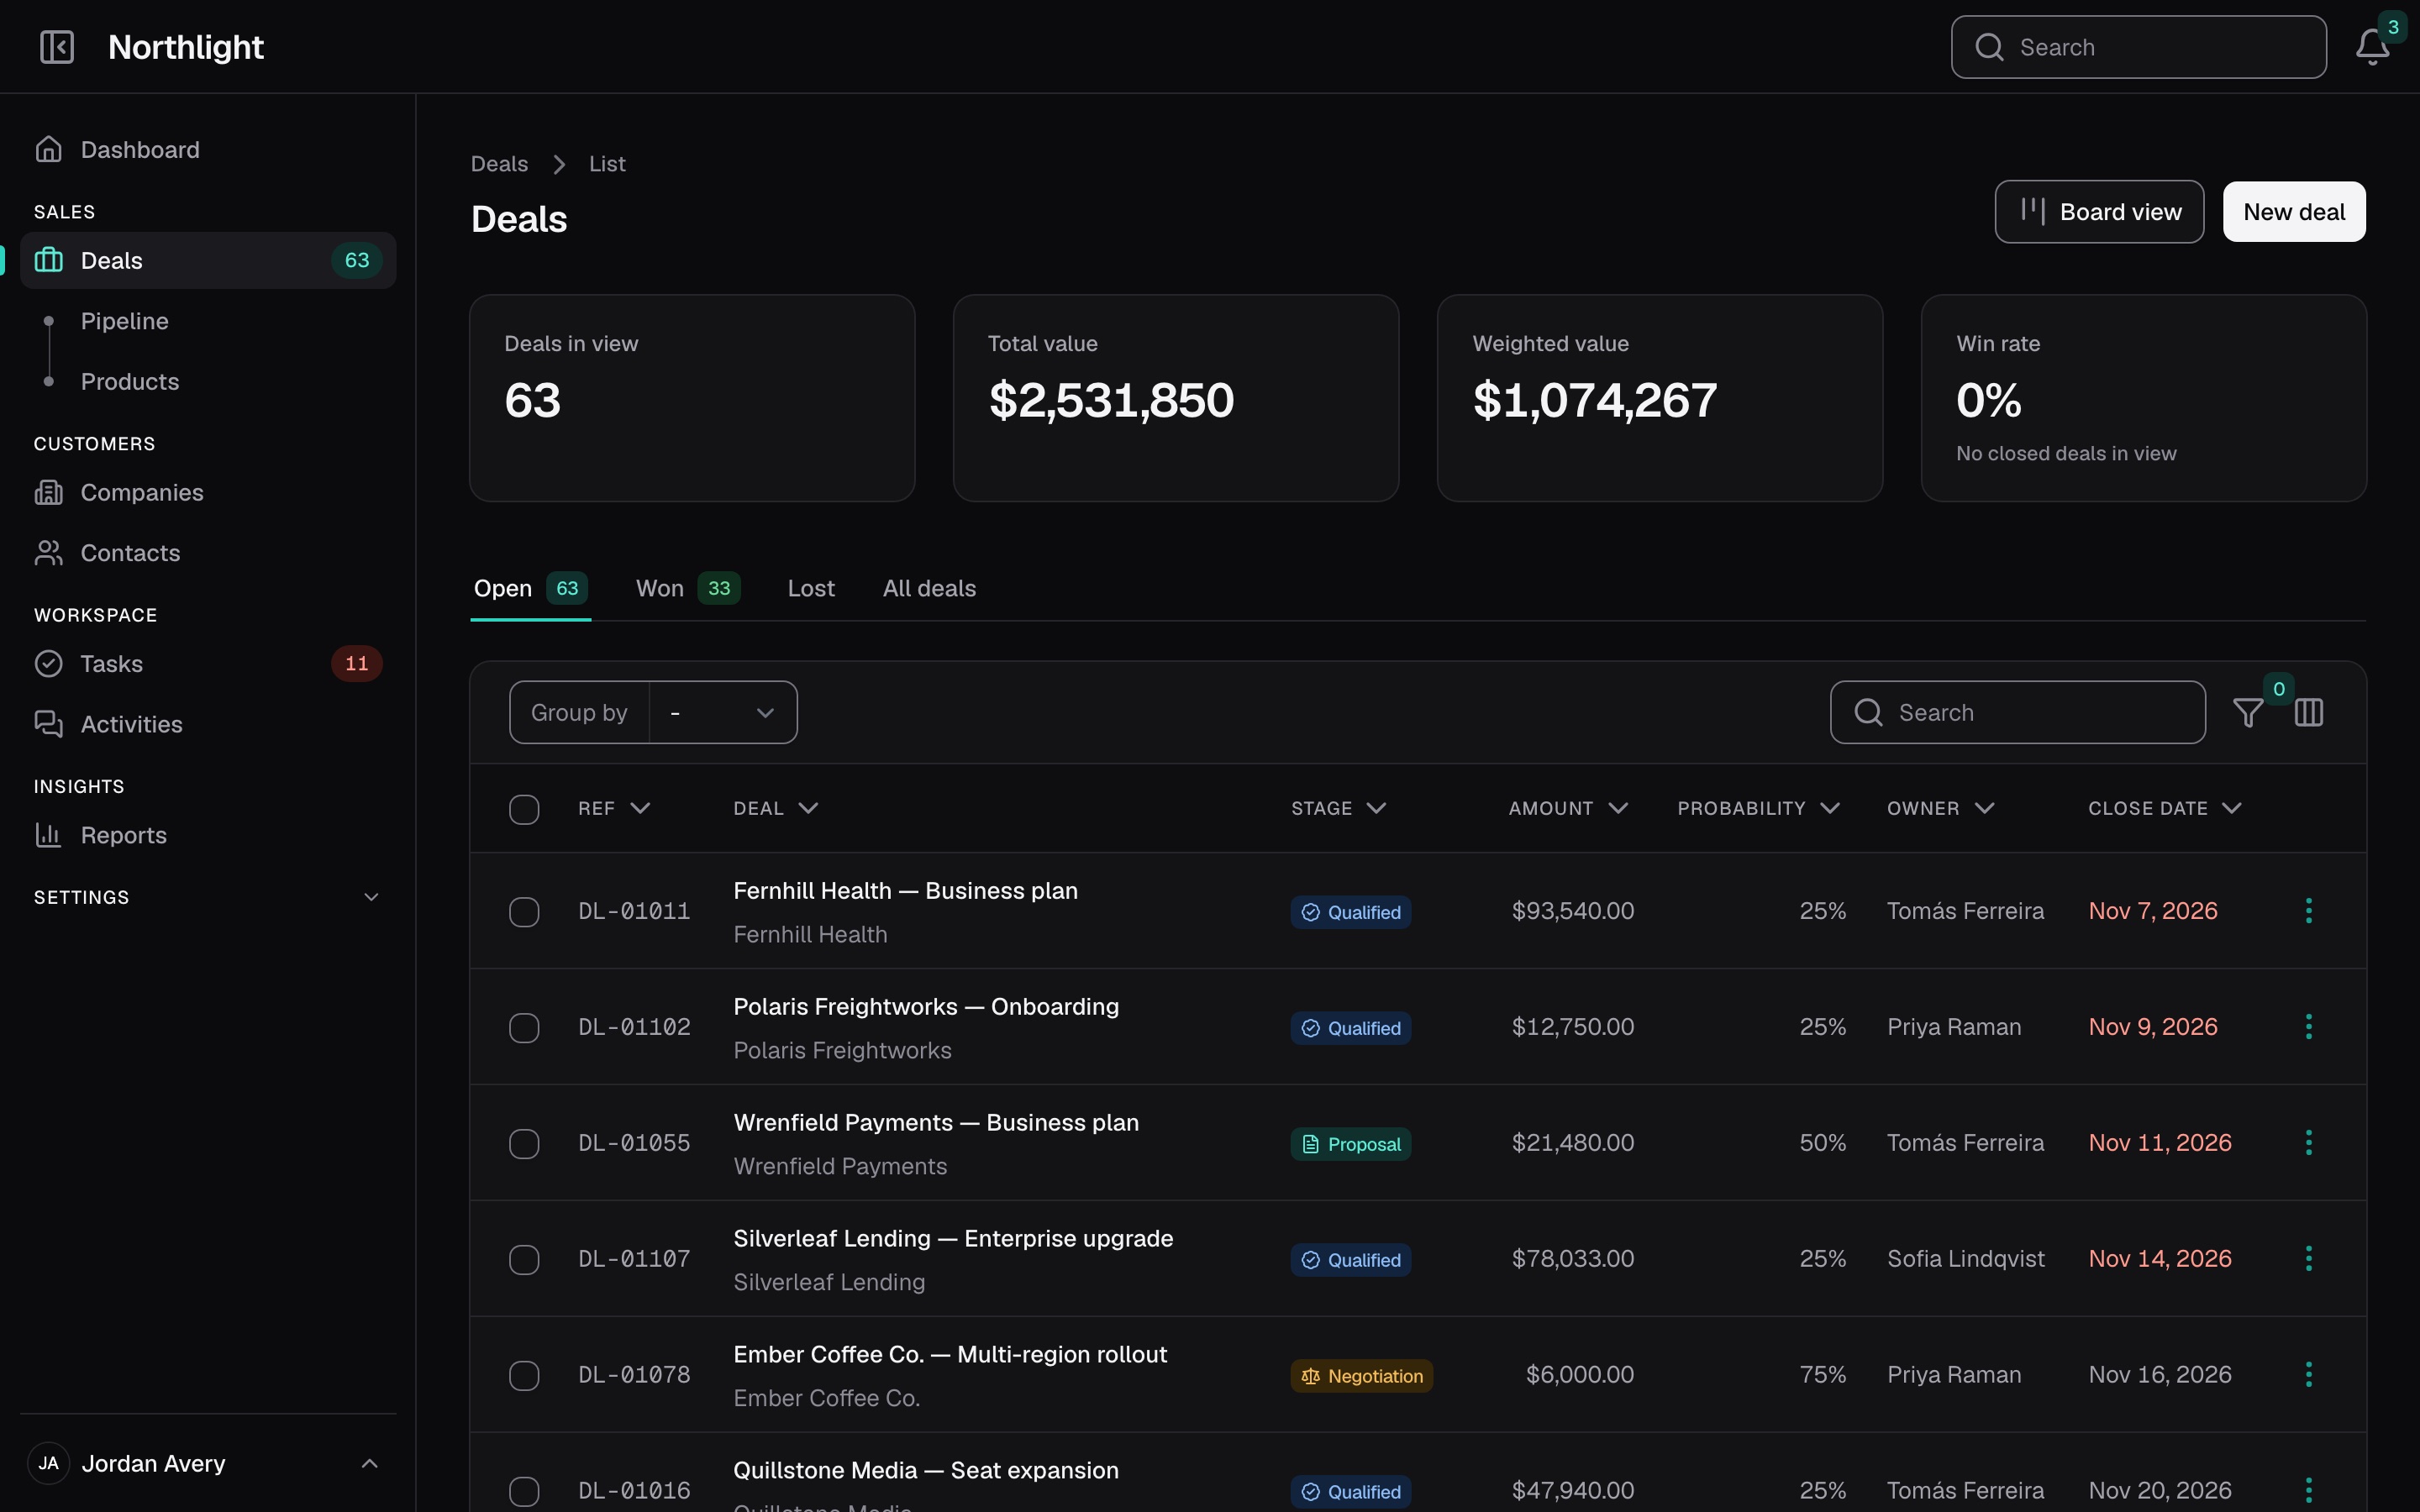 Northlight
Search
3
Dashboard
SALES
Deals 63
Pipeline
Products
CUSTOMERS
Companies
Contacts
WORKSPACE
Tasks 11
Activities
INSIGHTS
Reports
SETTINGS
JA Jordan Avery
Deals List
Deals
Board view
New deal
Deals in view
63
Total value
$2,531,850
Weighted value
$1,074,267
Win rate
0%
No closed deals in view
Open 63 Won 33 Lost All deals
Group by -
Search
0
REF DEAL STAGE AMOUNT PROBABILITY OWNER CLOSE DATE
DL-01011 Fernhill Health — Business plan Qualified $93,540.00 25% Tomás Ferreira Nov 7, 2026
Fernhill Health
DL-01102 Polaris Freightworks — Onboarding Qualified $12,750.00 25% Priya Raman Nov 9, 2026
Polaris Freightworks
DL-01055 Wrenfield Payments — Business plan Proposal $21,480.00 50% Tomás Ferreira Nov 11, 2026
Wrenfield Payments
DL-01107 Silverleaf Lending — Enterprise upgrade Qualified $78,033.00 25% Sofia Lindqvist Nov 14, 2026
Silverleaf Lending
DL-01078 Ember Coffee Co. — Multi-region rollout Negotiation $6,000.00 75% Priya Raman Nov 16, 2026
Ember Coffee Co.
DL-01016 Quillstone Media — Seat expansion Qualified $47,940.00 25% Tomás Ferreira Nov 20, 2026